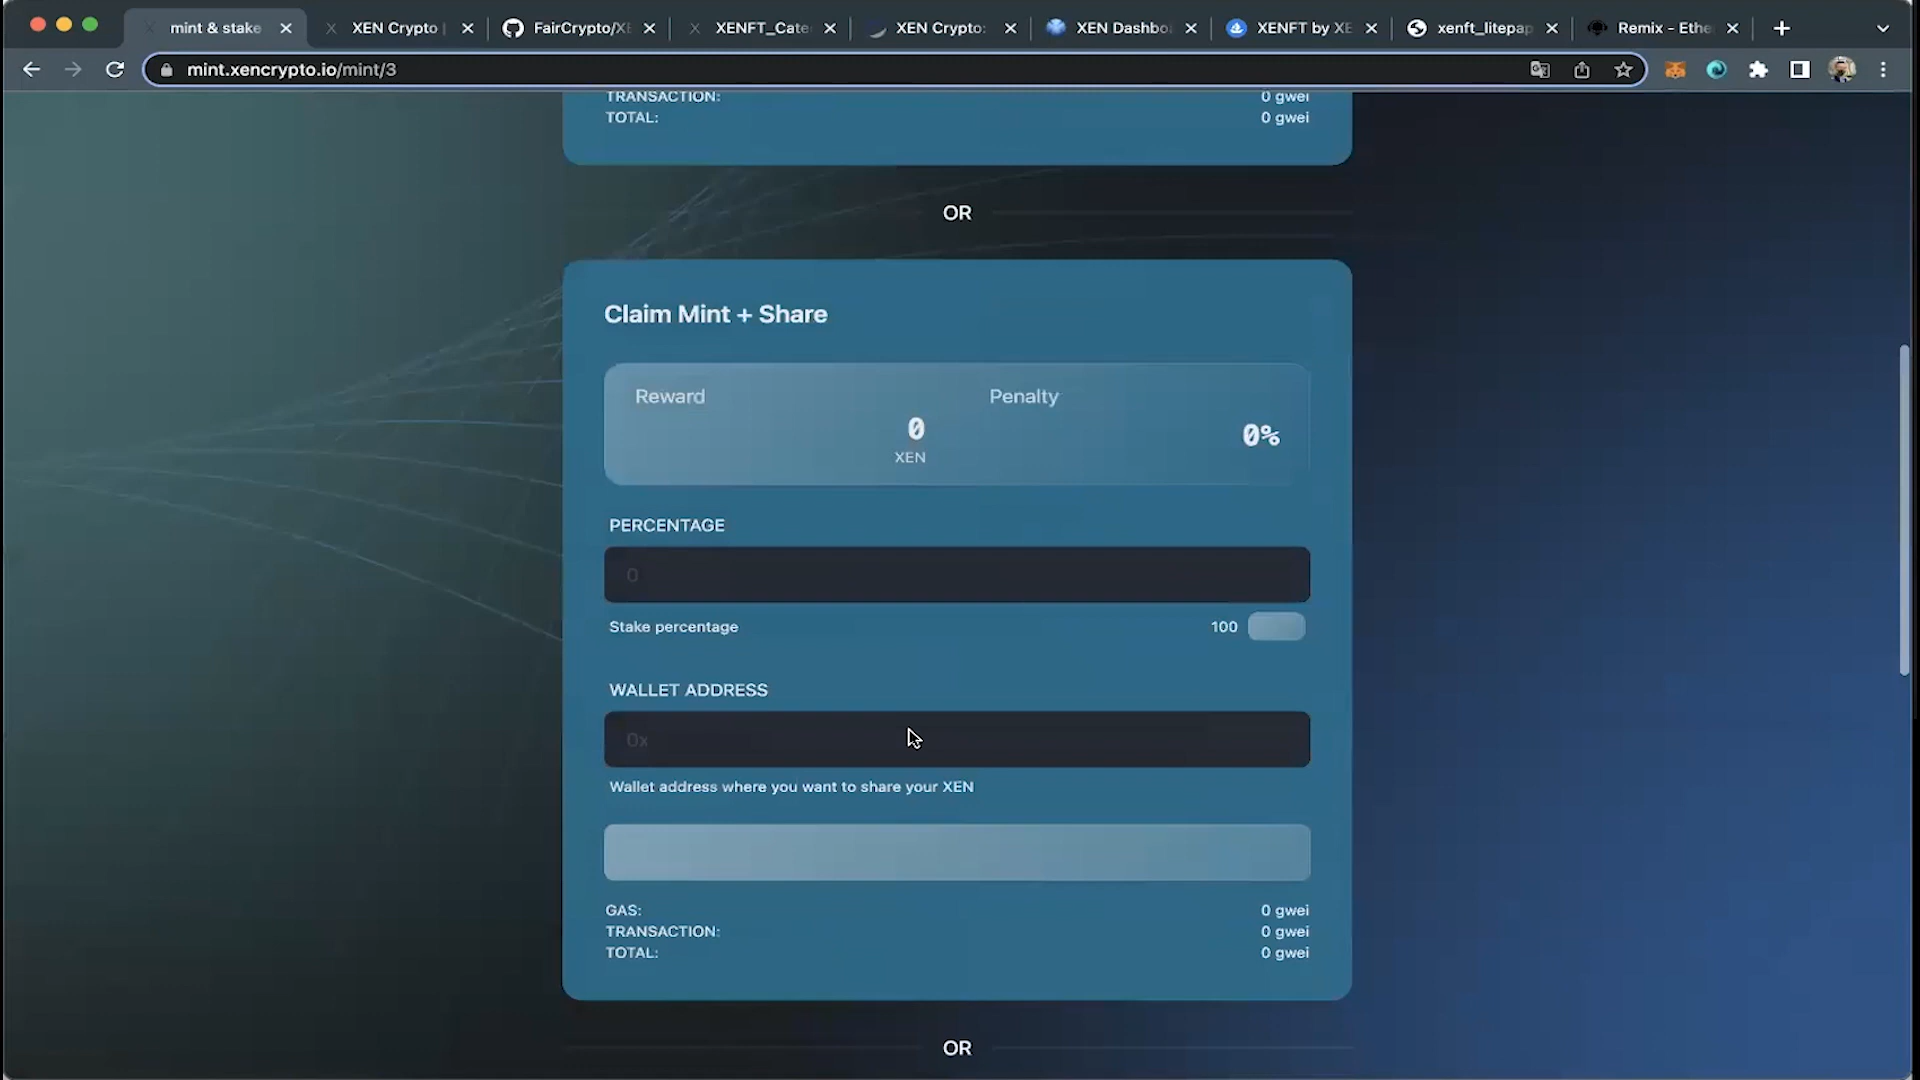 mint & stake
XEN Crypto |
FairCrypto/XE
XENFT_Cate
XEN Crypto:
XEN Dashbo
XENFT by XE
xenft_litepap
Remix - Ethe
mint.xencrypto.io/mint/3
TRANSACTION: 0 gwei
TOTAL: 0 gwei
OR
Claim Mint + Share
Reward Penalty
0 0%
XEN
PERCENTAGE
0
Stake percentage 100
WALLET ADDRESS
0x
Wallet address where you want to share your XEN
GAS: 0 gwei
TRANSACTION: 0 gwei
TOTAL: 0 gwei
OR